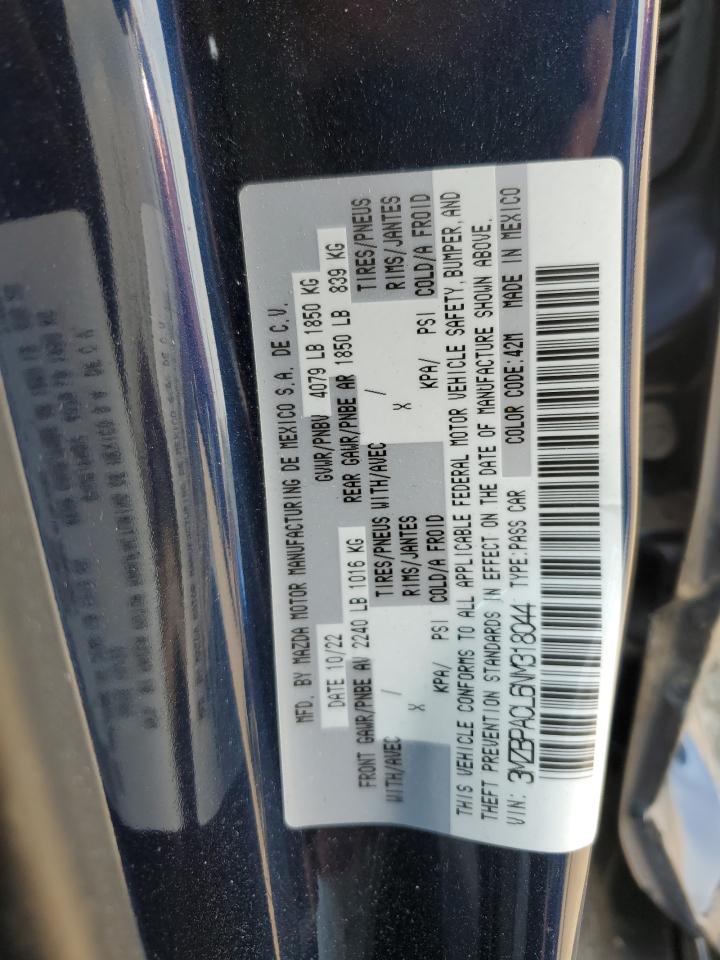 MFD. BY MAZDA MOTOR MANUFACTURING DE MEXICO S.A. DE C.V.
DATE 10/22 GVWR/PNBV 4079 LB 1850 KG
FRONT GAWR/PNBE AV 2240 LB 1016 KG REAR GAWR/PNBE AR 1850 LB 839 KG
WITH/AVEC / TIRES/PNEUS WITH/AVEC / TIRES/PNEUS
X RIMS/JANTES X RIMS/JANTES
KPA/ PSI COLD/A FROID KPA/ PSI COLD/A FROID
THIS VEHICLE CONFORMS TO ALL APPLICABLE FEDERAL MOTOR VEHICLE SAFETY, BUMPER, AND
THEFT PREVENTION STANDARDS IN EFFECT ON THE DATE OF MANUFACTURE SHOWN ABOVE.
VIN: 3MZBPACL6NM318044 TYPE:PASS CAR COLOR CODE:42M MADE IN MEXICO